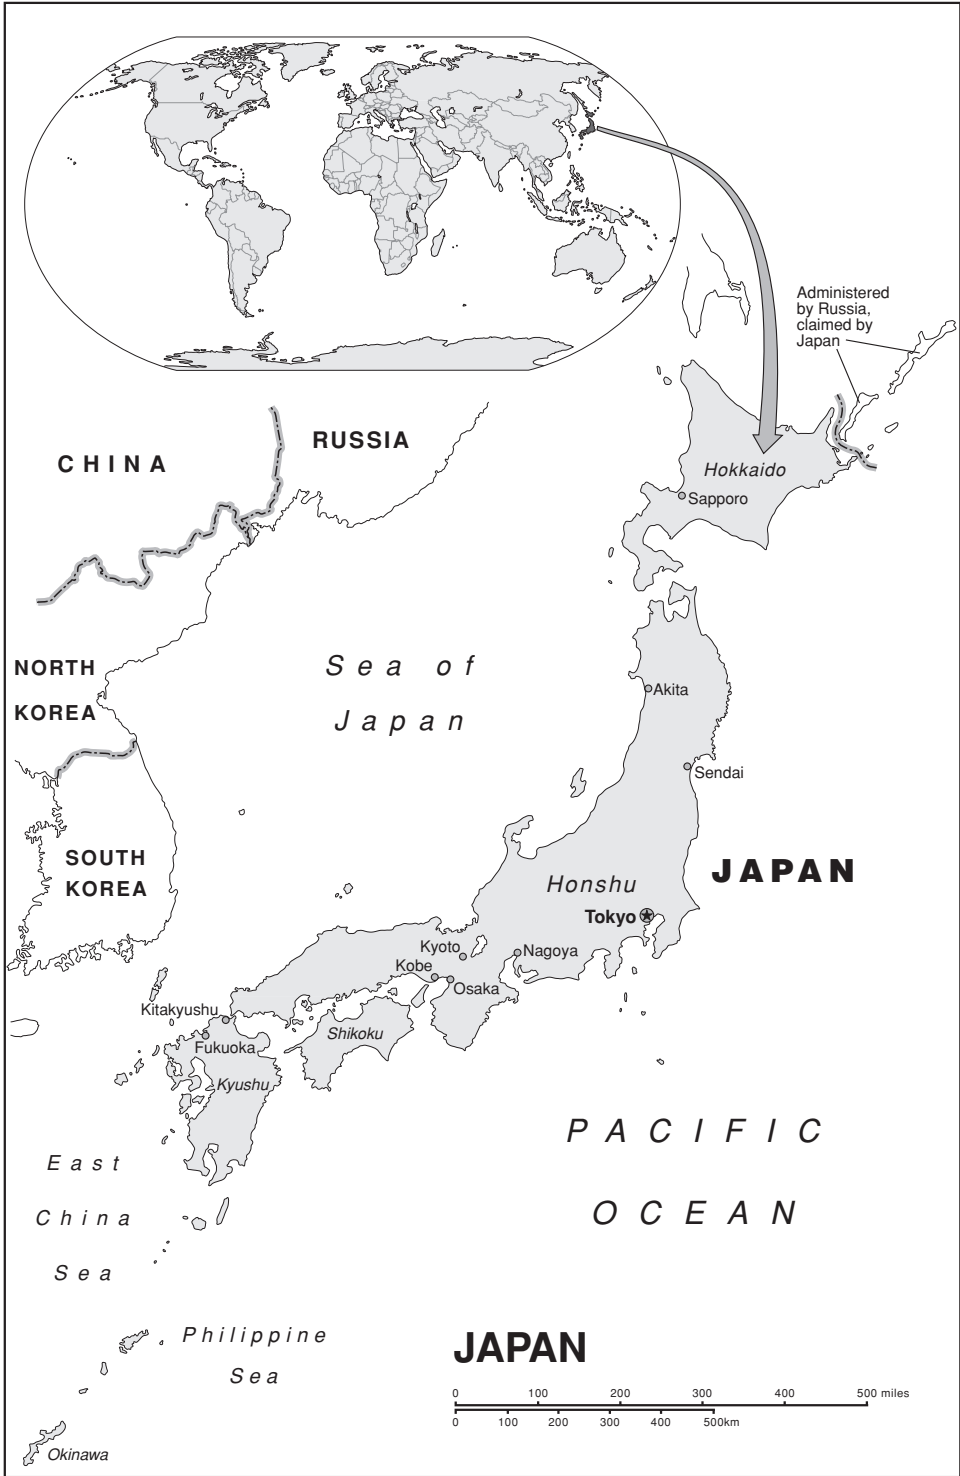 Administered
by Russia,
claimed by
Japan
RUSSIA
CHINA
Hokkaido
Sapporo
NORTH
KOREA
Sea of
Japan
Akita
Sendai
SOUTH
KOREA
JAPAN
Honshu
Tokyo
Kyoto
Nagoya
Kobe
Osaka
Kitakyushu
Shikoku
Fukuoka
Kyushu
PACIFIC
OCEAN
East
China
Sea
Philippine
Sea
JAPAN
0 100 200 300 400 500 miles
0 100 200 300 400 500km
Okinawa